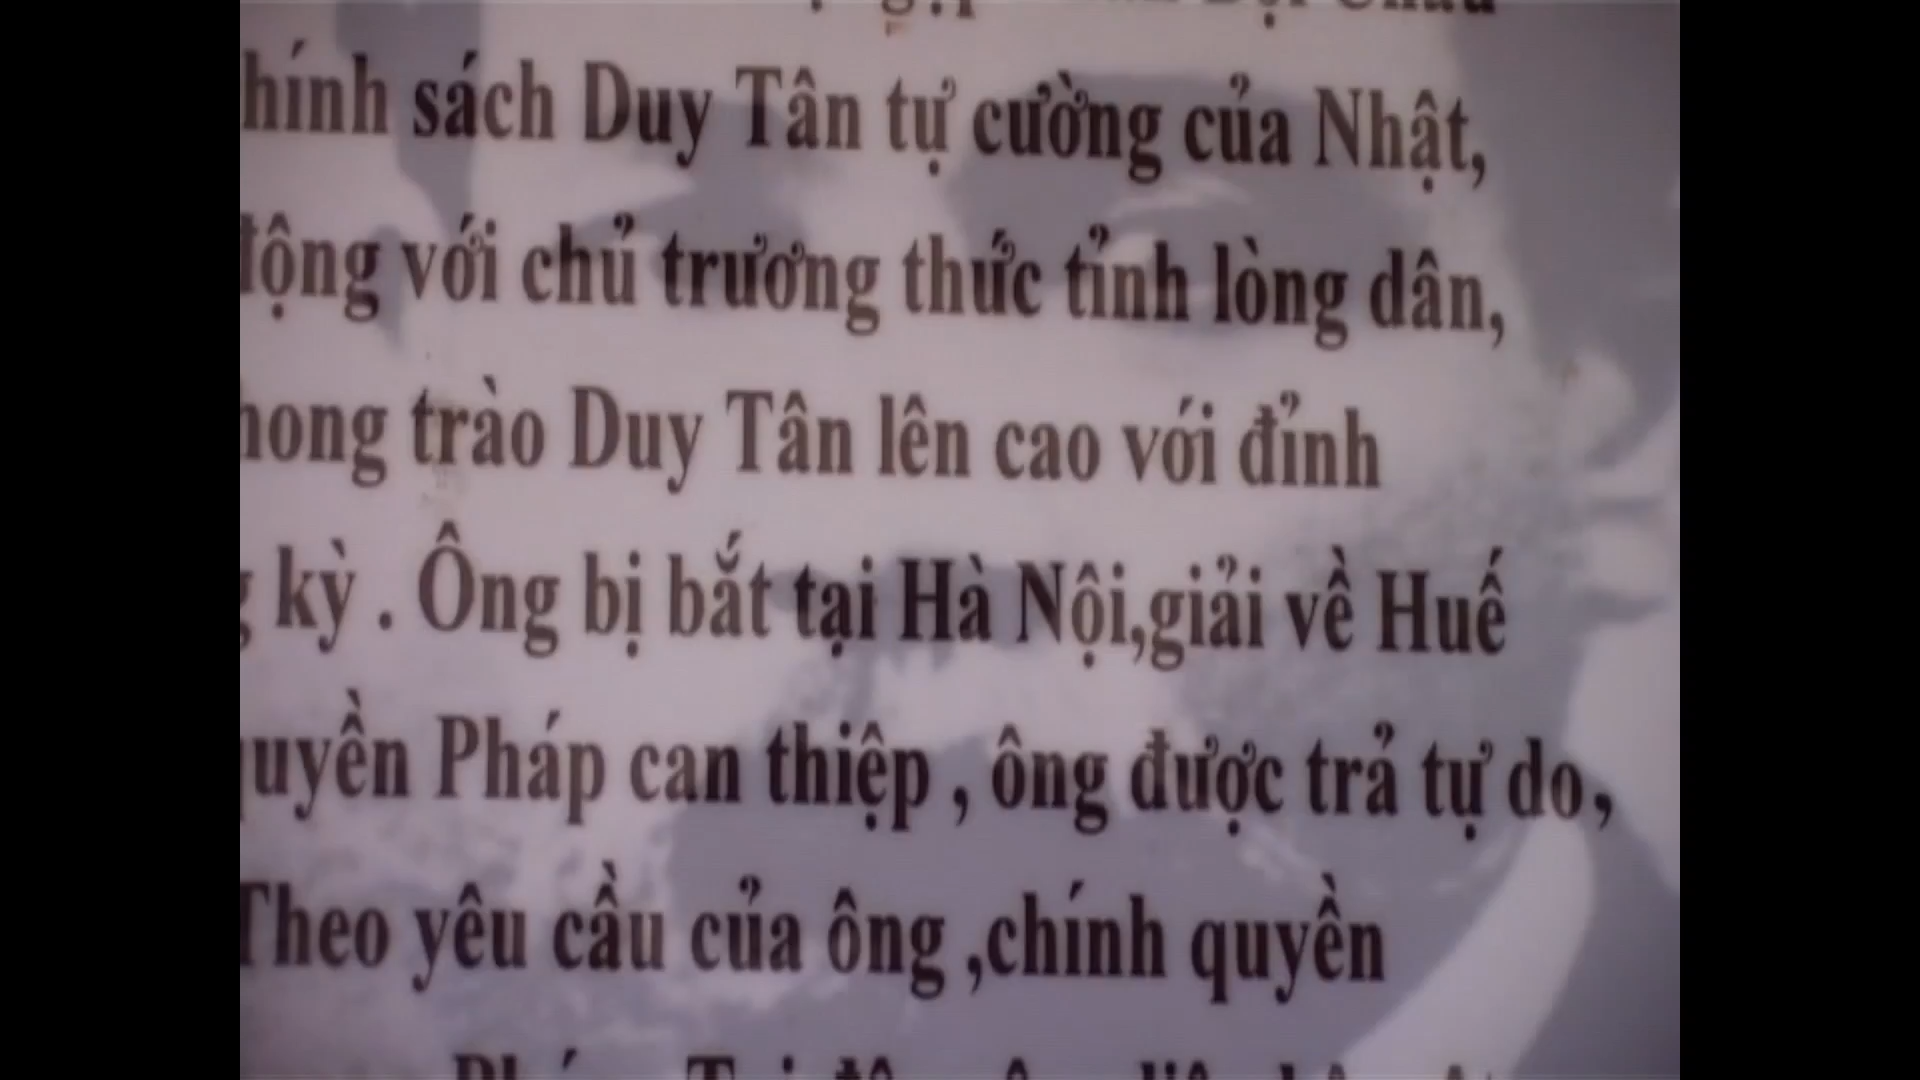 hính sách Duy Tân tự cường của Nhật,
động với chủ trương thức tỉnh lòng dân,
hong trào Duy Tân lên cao với đỉnh
kỳ . Ông bị bắt tại Hà Nội,giải về Huế
quyền Pháp can thiệp , ông được trả tự do,
Theo yêu cầu của ông ,chính quyền